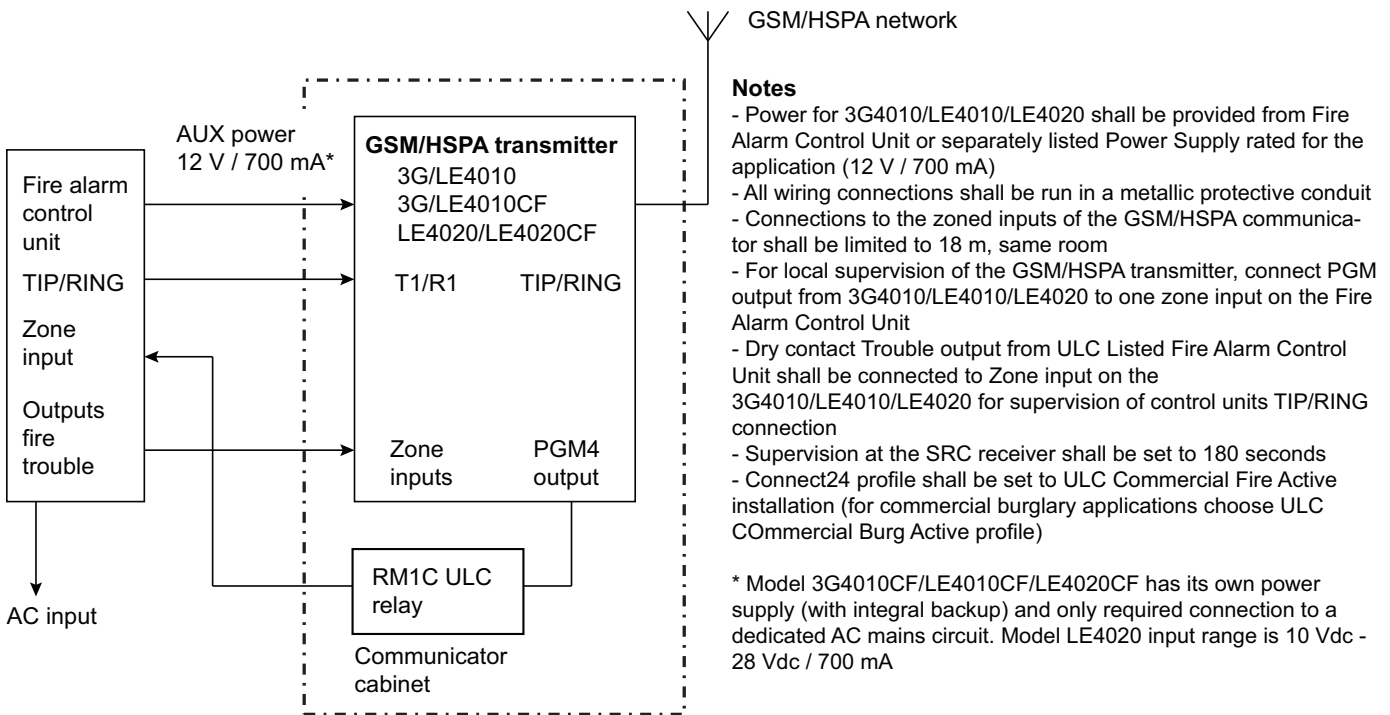 GSM/HSPA network
AUX power
12 V / 700 mA*
Fire alarm
control
unit
TIP/RING
Zone
input
Outputs
fire
trouble
AC input
GSM/HSPA transmitter
3G/LE4010
3G/LE4010CF
LE4020/LE4020CF
T1/R1 TIP/RING
Zone
inputs
PGM4
output
RM1C ULC
relay
Communicator
cabinet
Notes
- Power for 3G4010/LE4010/LE4020 shall be provided from Fire
Alarm Control Unit or separately listed Power Supply rated for the
application (12 V / 700 mA)
- All wiring connections shall be run in a metallic protective conduit
- Connections to the zoned inputs of the GSM/HSPA communica-
tor shall be limited to 18 m, same room
- For local supervision of the GSM/HSPA transmitter, connect PGM
output from 3G4010/LE4010/LE4020 to one zone input on the Fire
Alarm Control Unit
- Dry contact Trouble output from ULC Listed Fire Alarm Control
Unit shall be connected to Zone input on the
3G4010/LE4010/LE4020 for supervision of control units TIP/RING
connection
- Supervision at the SRC receiver shall be set to 180 seconds
- Connect24 profile shall be set to ULC Commercial Fire Active
installation (for commercial burglary applications choose ULC
COmmercial Burg Active profile)
* Model 3G4010CF/LE4010CF/LE4020CF has its own power
supply (with integral backup) and only required connection to a
dedicated AC mains circuit. Model LE4020 input range is 10 Vdc -
28 Vdc / 700 mA